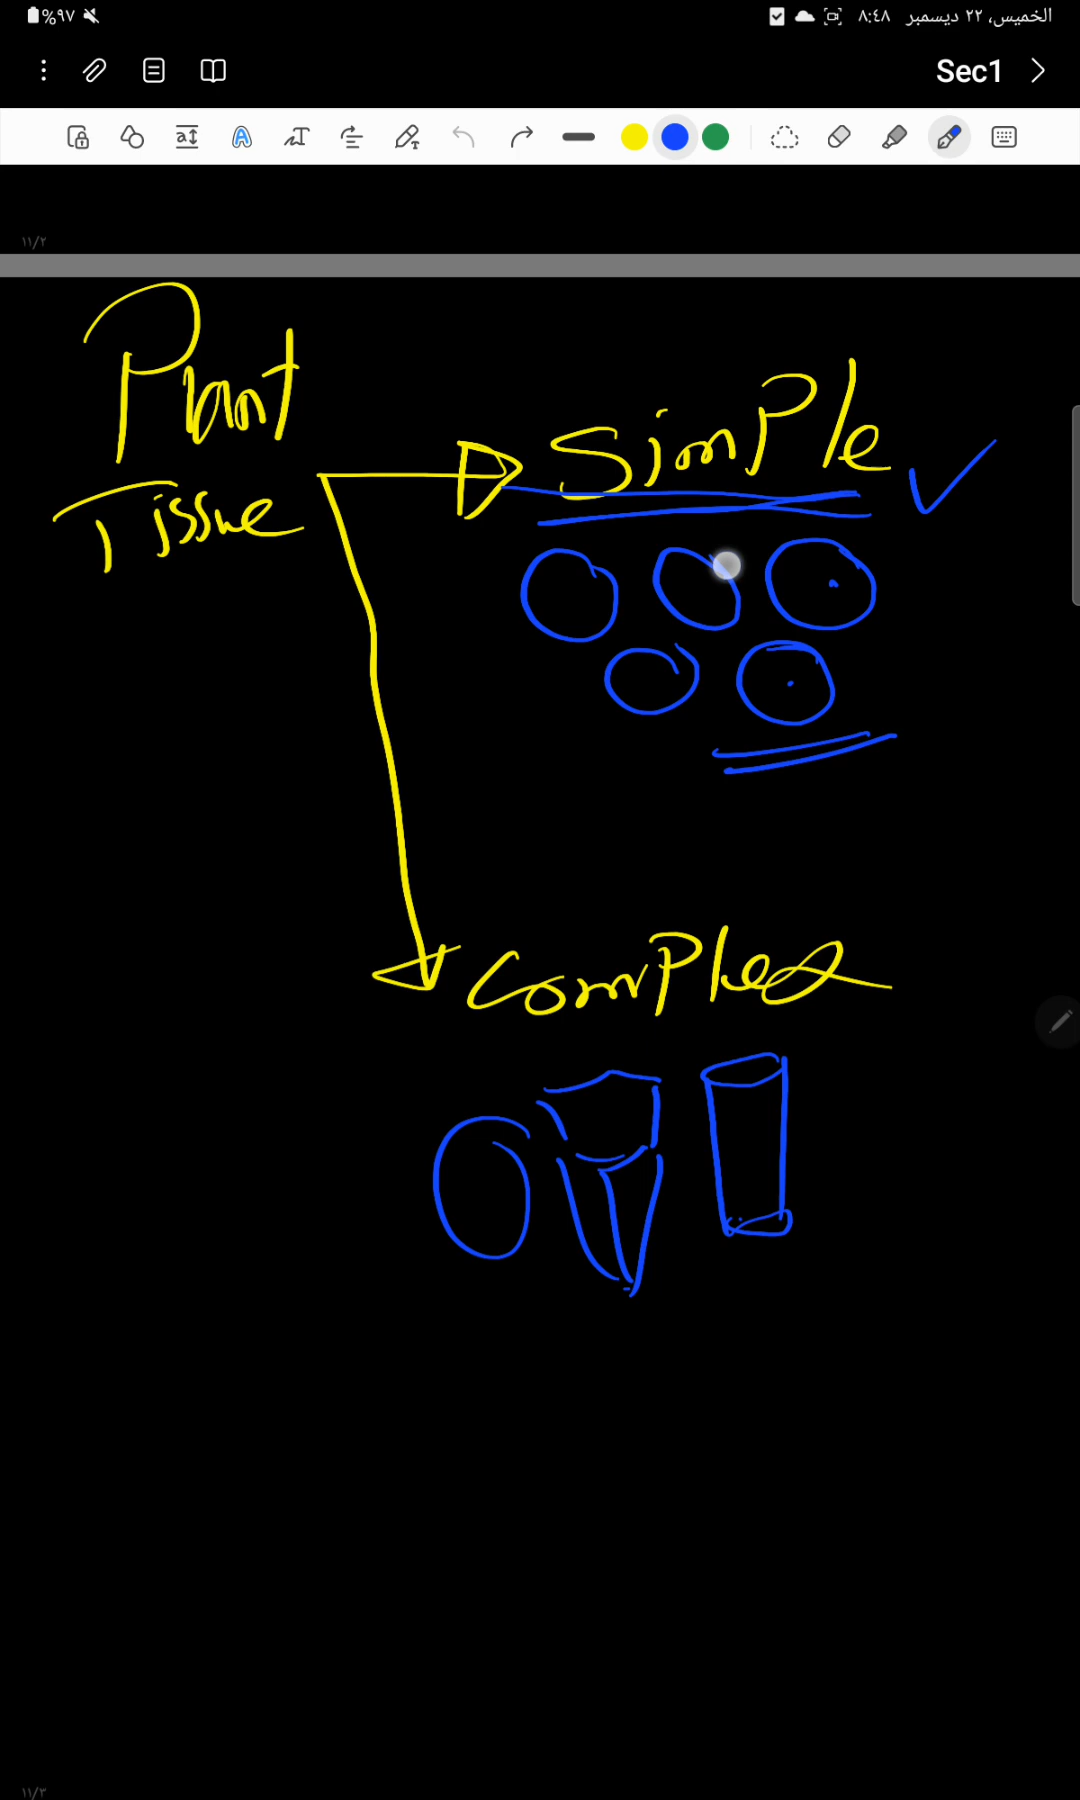 %٩٧
٨:٤٨ الخميس، ٢٢ ديسمبر
Sec1
١١/٢
Plant
Tissue
Simple
Complex
١١/٣